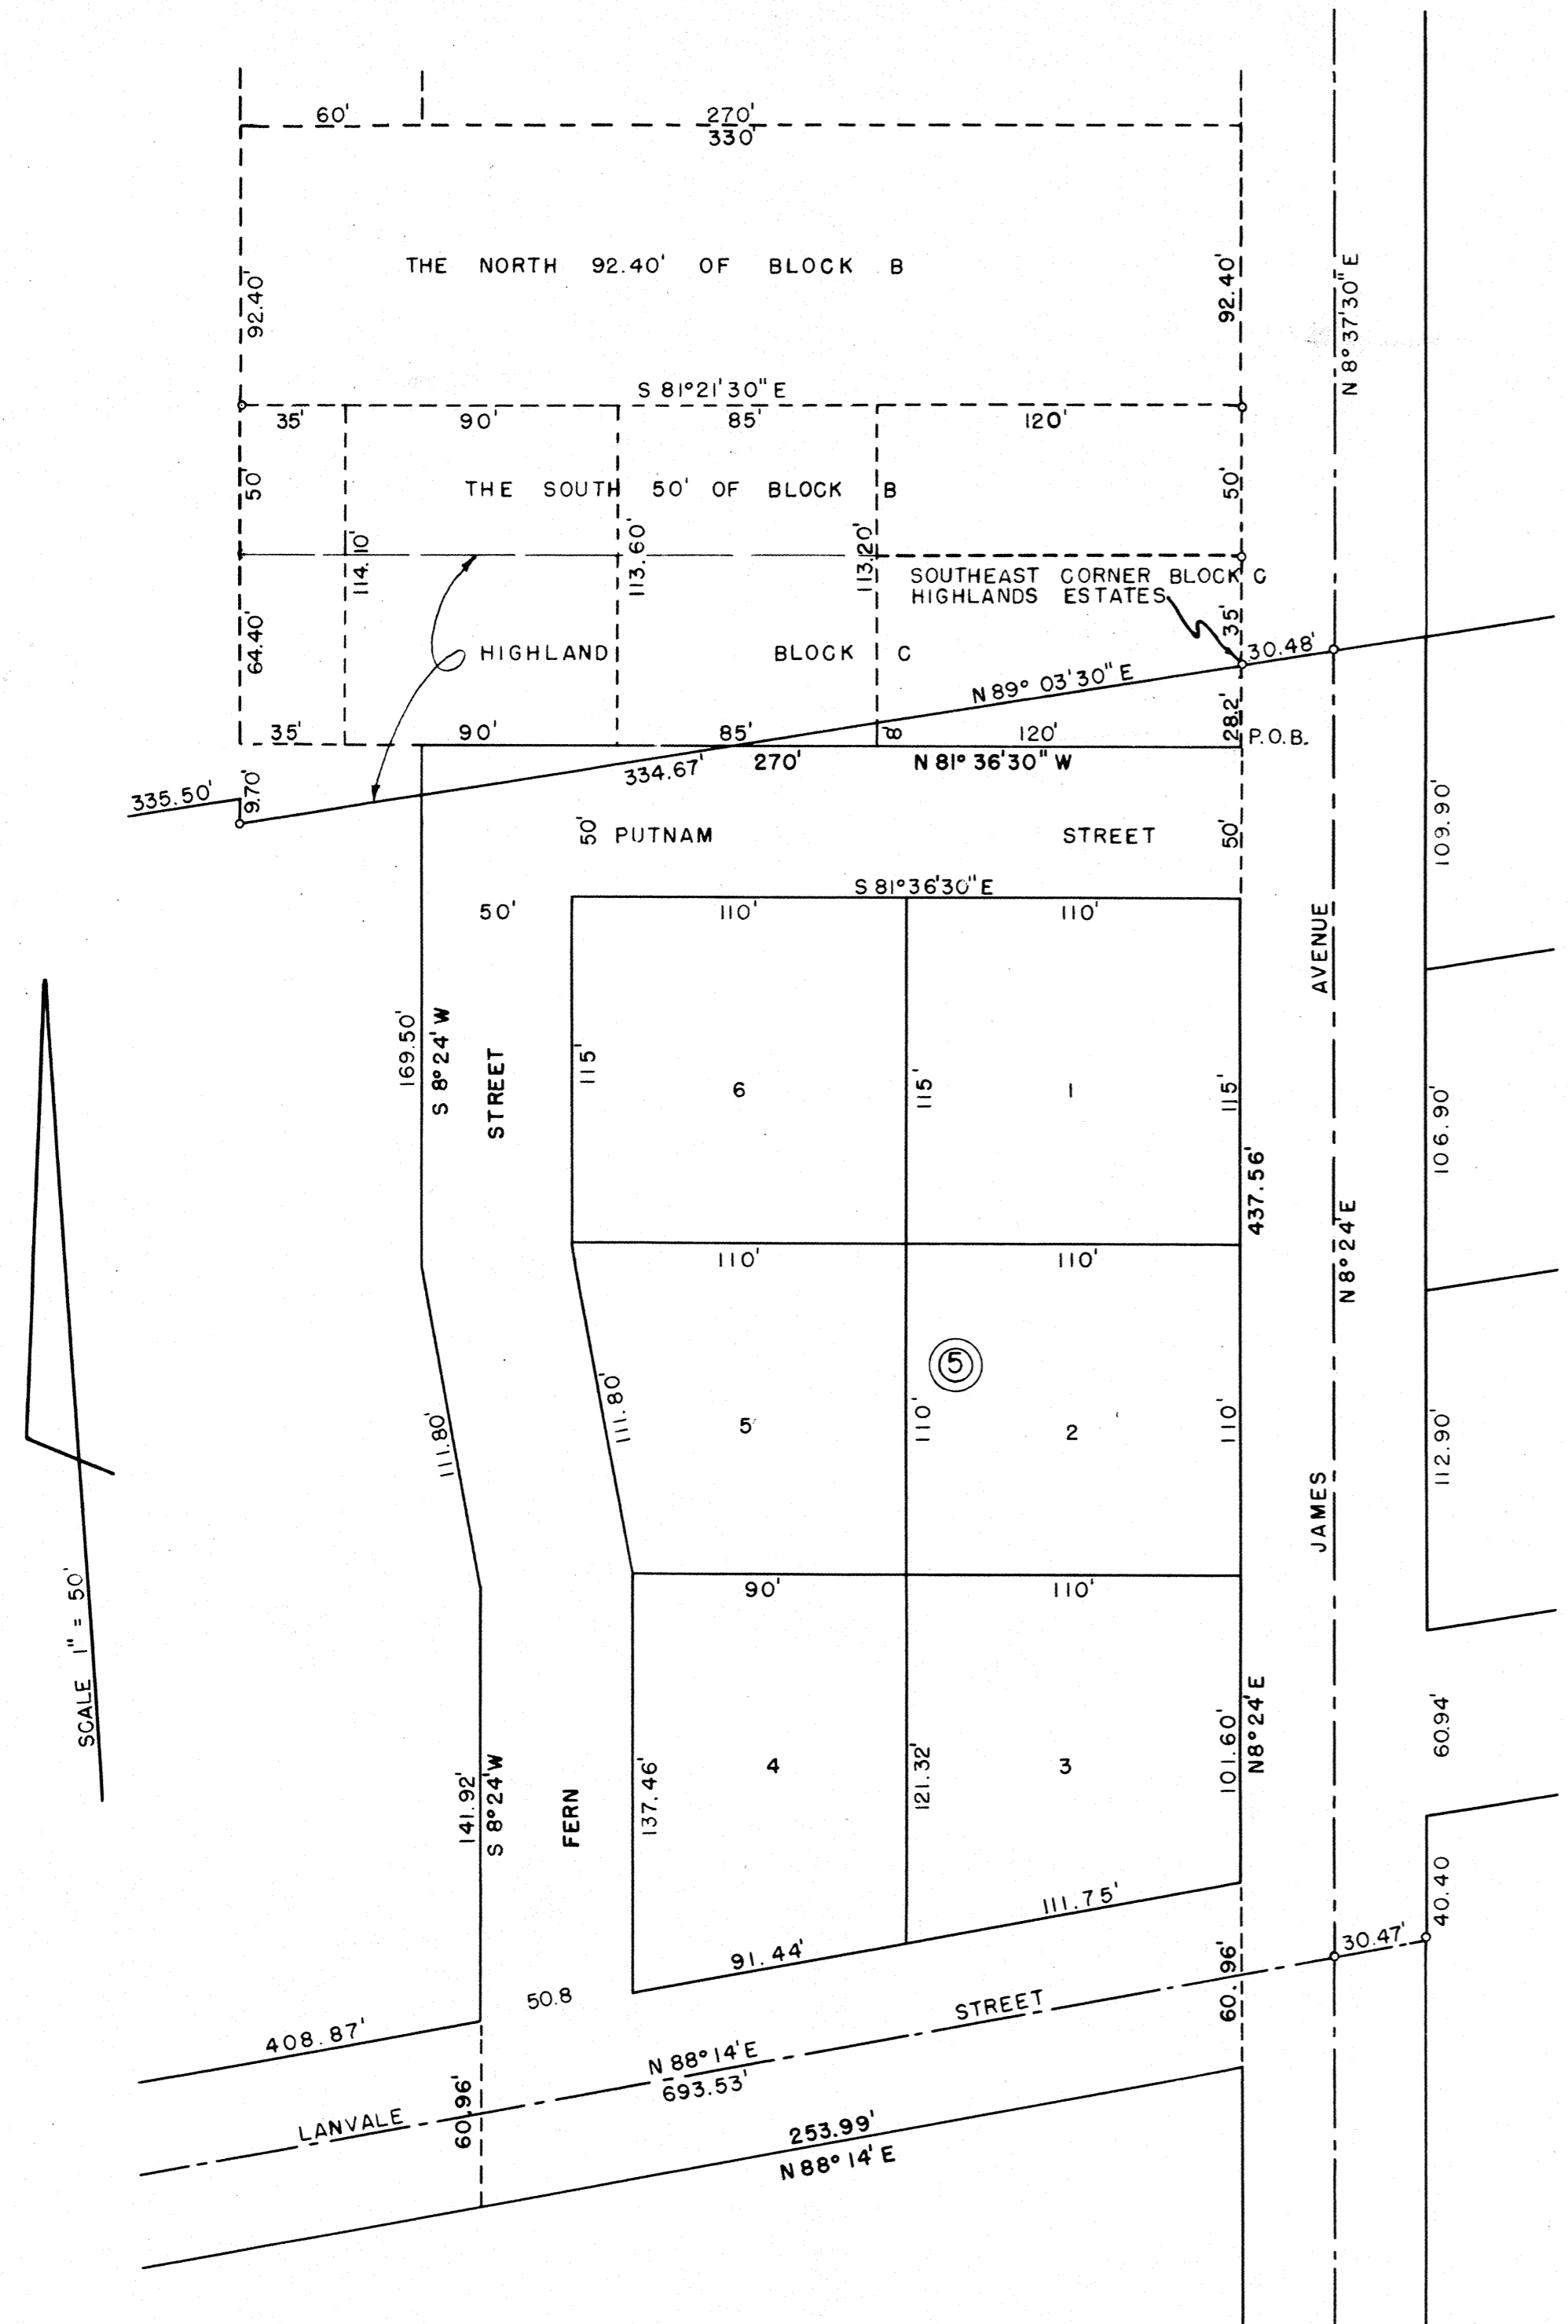 60'
270'
330'
THE NORTH 92.40' OF BLOCK B
92.40'
92.40'
N 8°37'30" E
S 81°21'30" E
35'
90'
85'
120'
50'
THE SOUTH 50' OF BLOCK B
50'
114.10'
113.60'
113.20'
SOUTHEAST CORNER BLOCK C
HIGHLANDS ESTATES
35'
30.48'
64.40'
HIGHLAND BLOCK C
N 89° 03'30" E
28.2'
P.O.B.
35'
90'
85'
8'
120'
334.67'
270'
N 81° 36'30" W
335.50'
9.70'
50'
PUTNAM STREET
50'
109.90'
S 81°36'30" E
50'
110'
110'
AVENUE
169.50'
S 8°24' W
STREET
115'
6
115'
1
115'
106.90'
437.56'
N 8°24' E
110'
110'
5
111.80'
111.80'
5
110'
2
110'
112.90'
JAMES
SCALE 1" = 50'
90'
110'
141.92'
S 8°24' W
FERN
137.46'
4
121.32'
3
101.60'
N 8°24' E
60.94'
111.75'
91.44'
40.40
30.47'
50.8
60.96'
408.87'
STREET
N 88°14' E
693.53'
LANVALE
60.96'
253.99'
N 88° 14' E